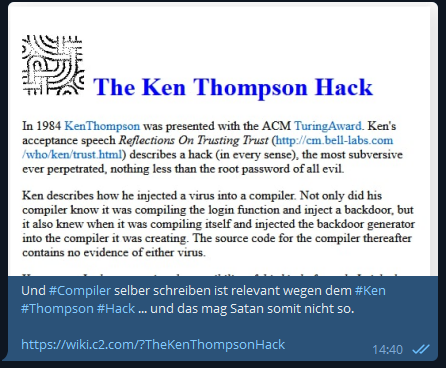 The Ken Thompson Hack
In 1984 KenThompson was presented with the ACM TuringAward. Ken's
acceptance speech Reflections On Trusting Trust (http://cm.bell-labs.com
/who/ken/trust.html) describes a hack (in every sense), the most subversive
ever perpetrated, nothing less than the root password of all evil.
Ken describes how he injected a virus into a compiler. Not only did his
compiler know it was compiling the login function and inject a backdoor, but
it also knew when it was compiling itself and injected the backdoor generator
into the compiler it was creating. The source code for the compiler thereafter
contains no evidence of either virus.
Und #Compiler selber schreiben ist relevant wegen dem #Ken
#Thompson #Hack ... und das mag Satan somit nicht so.
https://wiki.c2.com/?TheKenThompsonHack
14:40